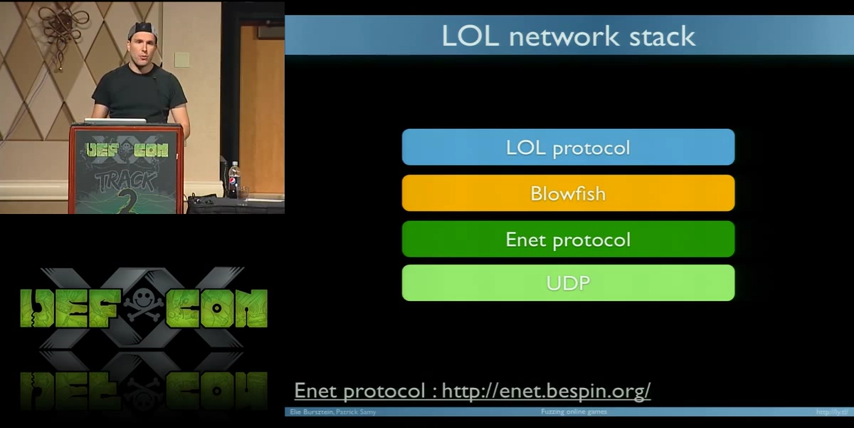 LOL network stack
LOL protocol
Blowfish
Enet protocol
UDP
Enet protocol : http://enet.bespin.org/
Elie Bursztein, Patrick Samy
Fuzzing online games
DEF CON
TRACK
2
XX
DEF CON